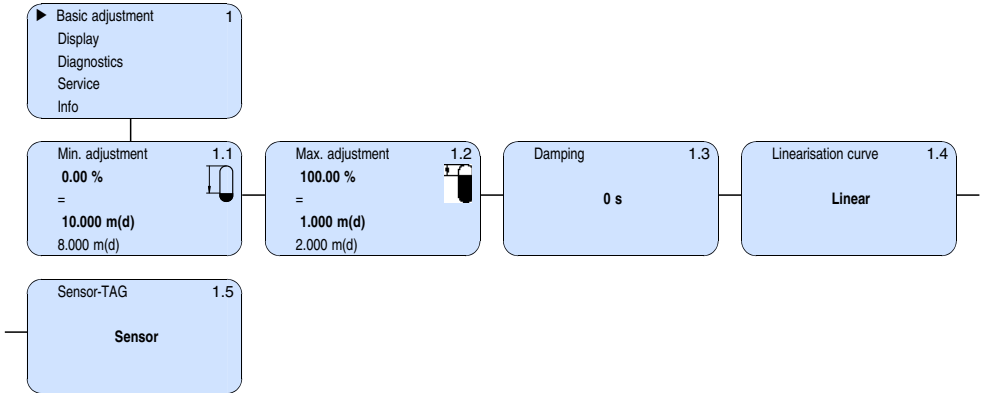 Basic adjustment 1
Display
Diagnostics
Service
Info
Min. adjustment 1.1
0.00 %
=
10.000 m(d)
8.000 m(d)
Max. adjustment 1.2
100.00 %
=
1.000 m(d)
2.000 m(d)
Damping 1.3
0 s
Linearisation curve 1.4
Linear
Sensor-TAG 1.5
Sensor